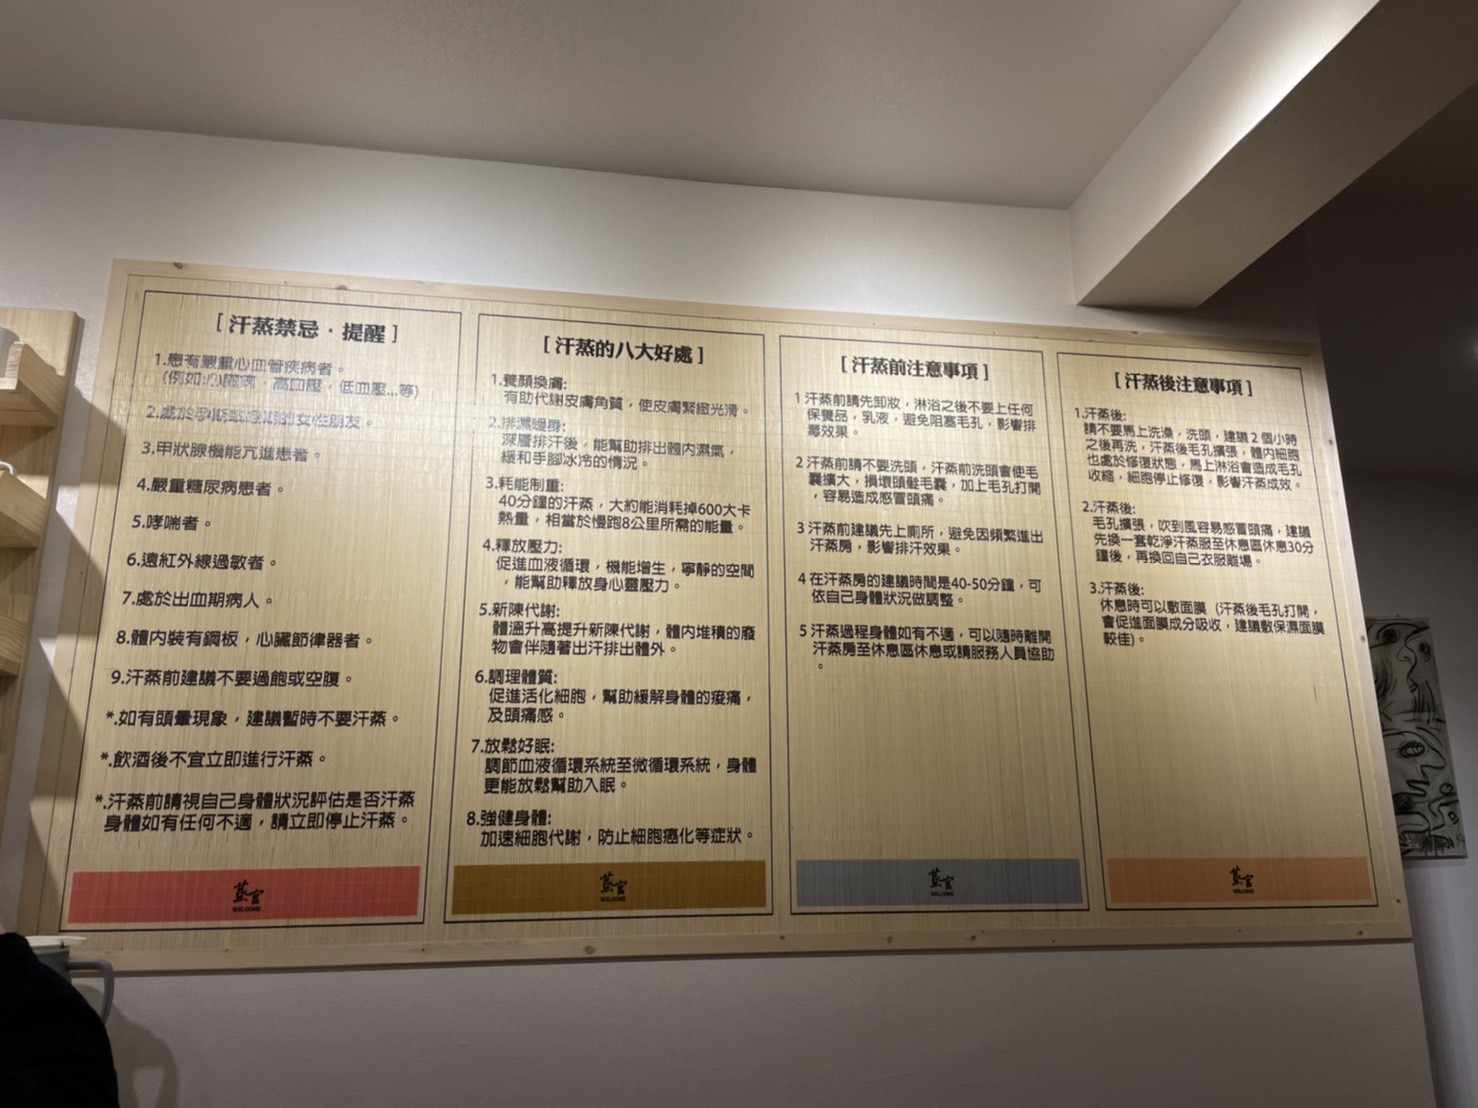 [ 汗蒸禁忌·提醒 ]
1.患有嚴重心血管疾病者。
(例如:心臟病，高血壓，低血壓...等)
2.處於孕期或哺乳期的女性朋友。
3.甲狀腺機能亢進患者。
4.嚴重糖尿病患者。
5.哮喘者。
6.遠紅外線過敏者。
7.處於出血期病人。
8.體內裝有鋼板，心臟節律器者。
9.汗蒸前建議不要過飽或空腹。
*.如有頭暈現象，建議暫時不要汗蒸。
*.飲酒後不宜立即進行汗蒸。
*.汗蒸前請視自己身體狀況評估是否汗蒸
身體如有任何不適，請立即停止汗蒸。
蒸官
WELCOME
[ 汗蒸的八大好處 ]
1.養顏換膚:
有助代謝皮膚角質，使皮膚緊緻光滑。
2.排濕暖身:
深層排汗後，能幫助排出體內濕氣，
緩和手腳冰冷的情況。
3.耗能制重:
40分鐘的汗蒸，大約能消耗掉600大卡
熱量，相當於慢跑8公里所需的能量。
4.釋放壓力:
促進血液循環，機能增生，寧靜的空間
，能幫助釋放身心靈壓力。
5.新陳代謝:
體溫升高提升新陳代謝，體內堆積的廢
物會伴隨著出汗排出體外。
6.調理體質:
促進活化細胞，幫助緩解身體的痠痛，
及頭痛感。
7.放鬆好眠:
調節血液循環系統至微循環系統，身體
更能放鬆幫助入眠。
8.強健身體:
加速細胞代謝，防止細胞癌化等症狀。
蒸官
WELCOME
[ 汗蒸前注意事項 ]
1 汗蒸前請先卸妝，淋浴之後不要上任何
保養品，乳液，避免阻塞毛孔，影響排
毒效果。
2 汗蒸前請不要洗頭，汗蒸前洗頭會使毛
囊擴大，損壞頭髮毛囊，加上毛孔打開
，容易造成感冒頭痛。
3 汗蒸前建議先上廁所，避免因頻繁進出
汗蒸房，影響排汗效果。
4 在汗蒸房的建議時間是40-50分鐘，可
依自己身體狀況做調整。
5 汗蒸過程身體如有不適，可以隨時離開
汗蒸房至休息區休息或請服務人員協助
。
蒸官
WELCOME
[ 汗蒸後注意事項 ]
1.汗蒸後:
請不要馬上洗澡，洗頭，建議2個小時
之後再洗，汗蒸後毛孔擴張，體內細胞
也處於修復狀態，馬上淋浴會造成毛孔
收縮，細胞停止修復，影響汗蒸成效。
2.汗蒸後:
毛孔擴張，吹到風容易感冒頭痛，建議
先換一套乾淨汗蒸服至休息區休息30分
鐘後，再換回自己衣服離場。
3.汗蒸後:
休息時可以敷面膜（汗蒸後毛孔打開，
會促進面膜成分吸收，建議敷保濕面膜
較佳)。
蒸官
WELCOME